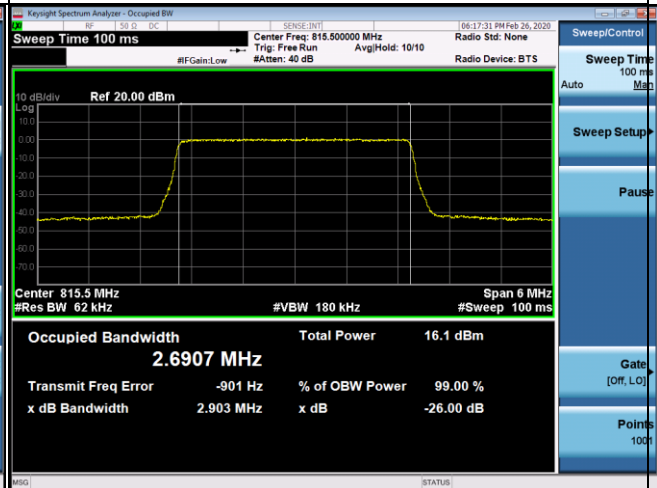 Keysight Spectrum Analyzer - Occupied BW
RF 50 Ω DC SENSE:INT 06:17:31 PM Feb 26, 2020
Sweep Time 100 ms Center Freq: 815.500000 MHz Radio Std: None
Trig: Free Run Avg|Hold: 10/10
#IFGain:Low #Atten: 40 dB Radio Device: BTS
10 dB/div Ref 20.00 dBm
Log
10.0
0.00
-10.0
-20.0
-30.0
-40.0
-50.0
-60.0
-70.0
Center 815.5 MHz Span 6 MHz
#Res BW 62 kHz #VBW 180 kHz #Sweep 100 ms
Occupied Bandwidth Total Power 16.1 dBm
2.6907 MHz
Transmit Freq Error -901 Hz % of OBW Power 99.00 %
x dB Bandwidth 2.903 MHz x dB -26.00 dB
MSG STATUS
Sweep/Control
Sweep Time
100 ms
Auto Man
Sweep Setup
Pause
Gate
[Off, LO]
Points
1001